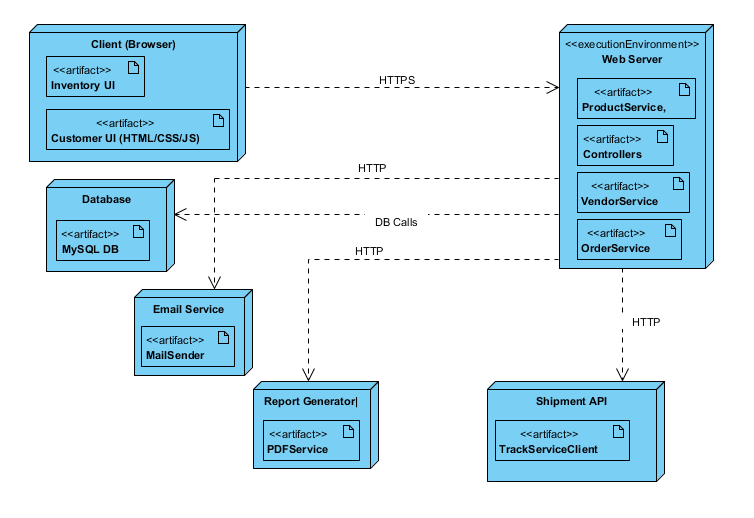 Client (Browser)
<<artifact>>
Inventory UI
<<artifact>>
Customer UI (HTML/CSS/JS)
HTTPS
<<executionEnvironment>>
Web Server
<<artifact>>
ProductService,
<<artifact>>
Controllers
<<artifact>>
VendorService
<<artifact>>
OrderService
HTTP
Database
<<artifact>>
MySQL DB
DB Calls
HTTP
Email Service
<<artifact>>
MailSender
HTTP
Report Generator
<<artifact>>
PDFService
Shipment API
<<artifact>>
TrackServiceClient